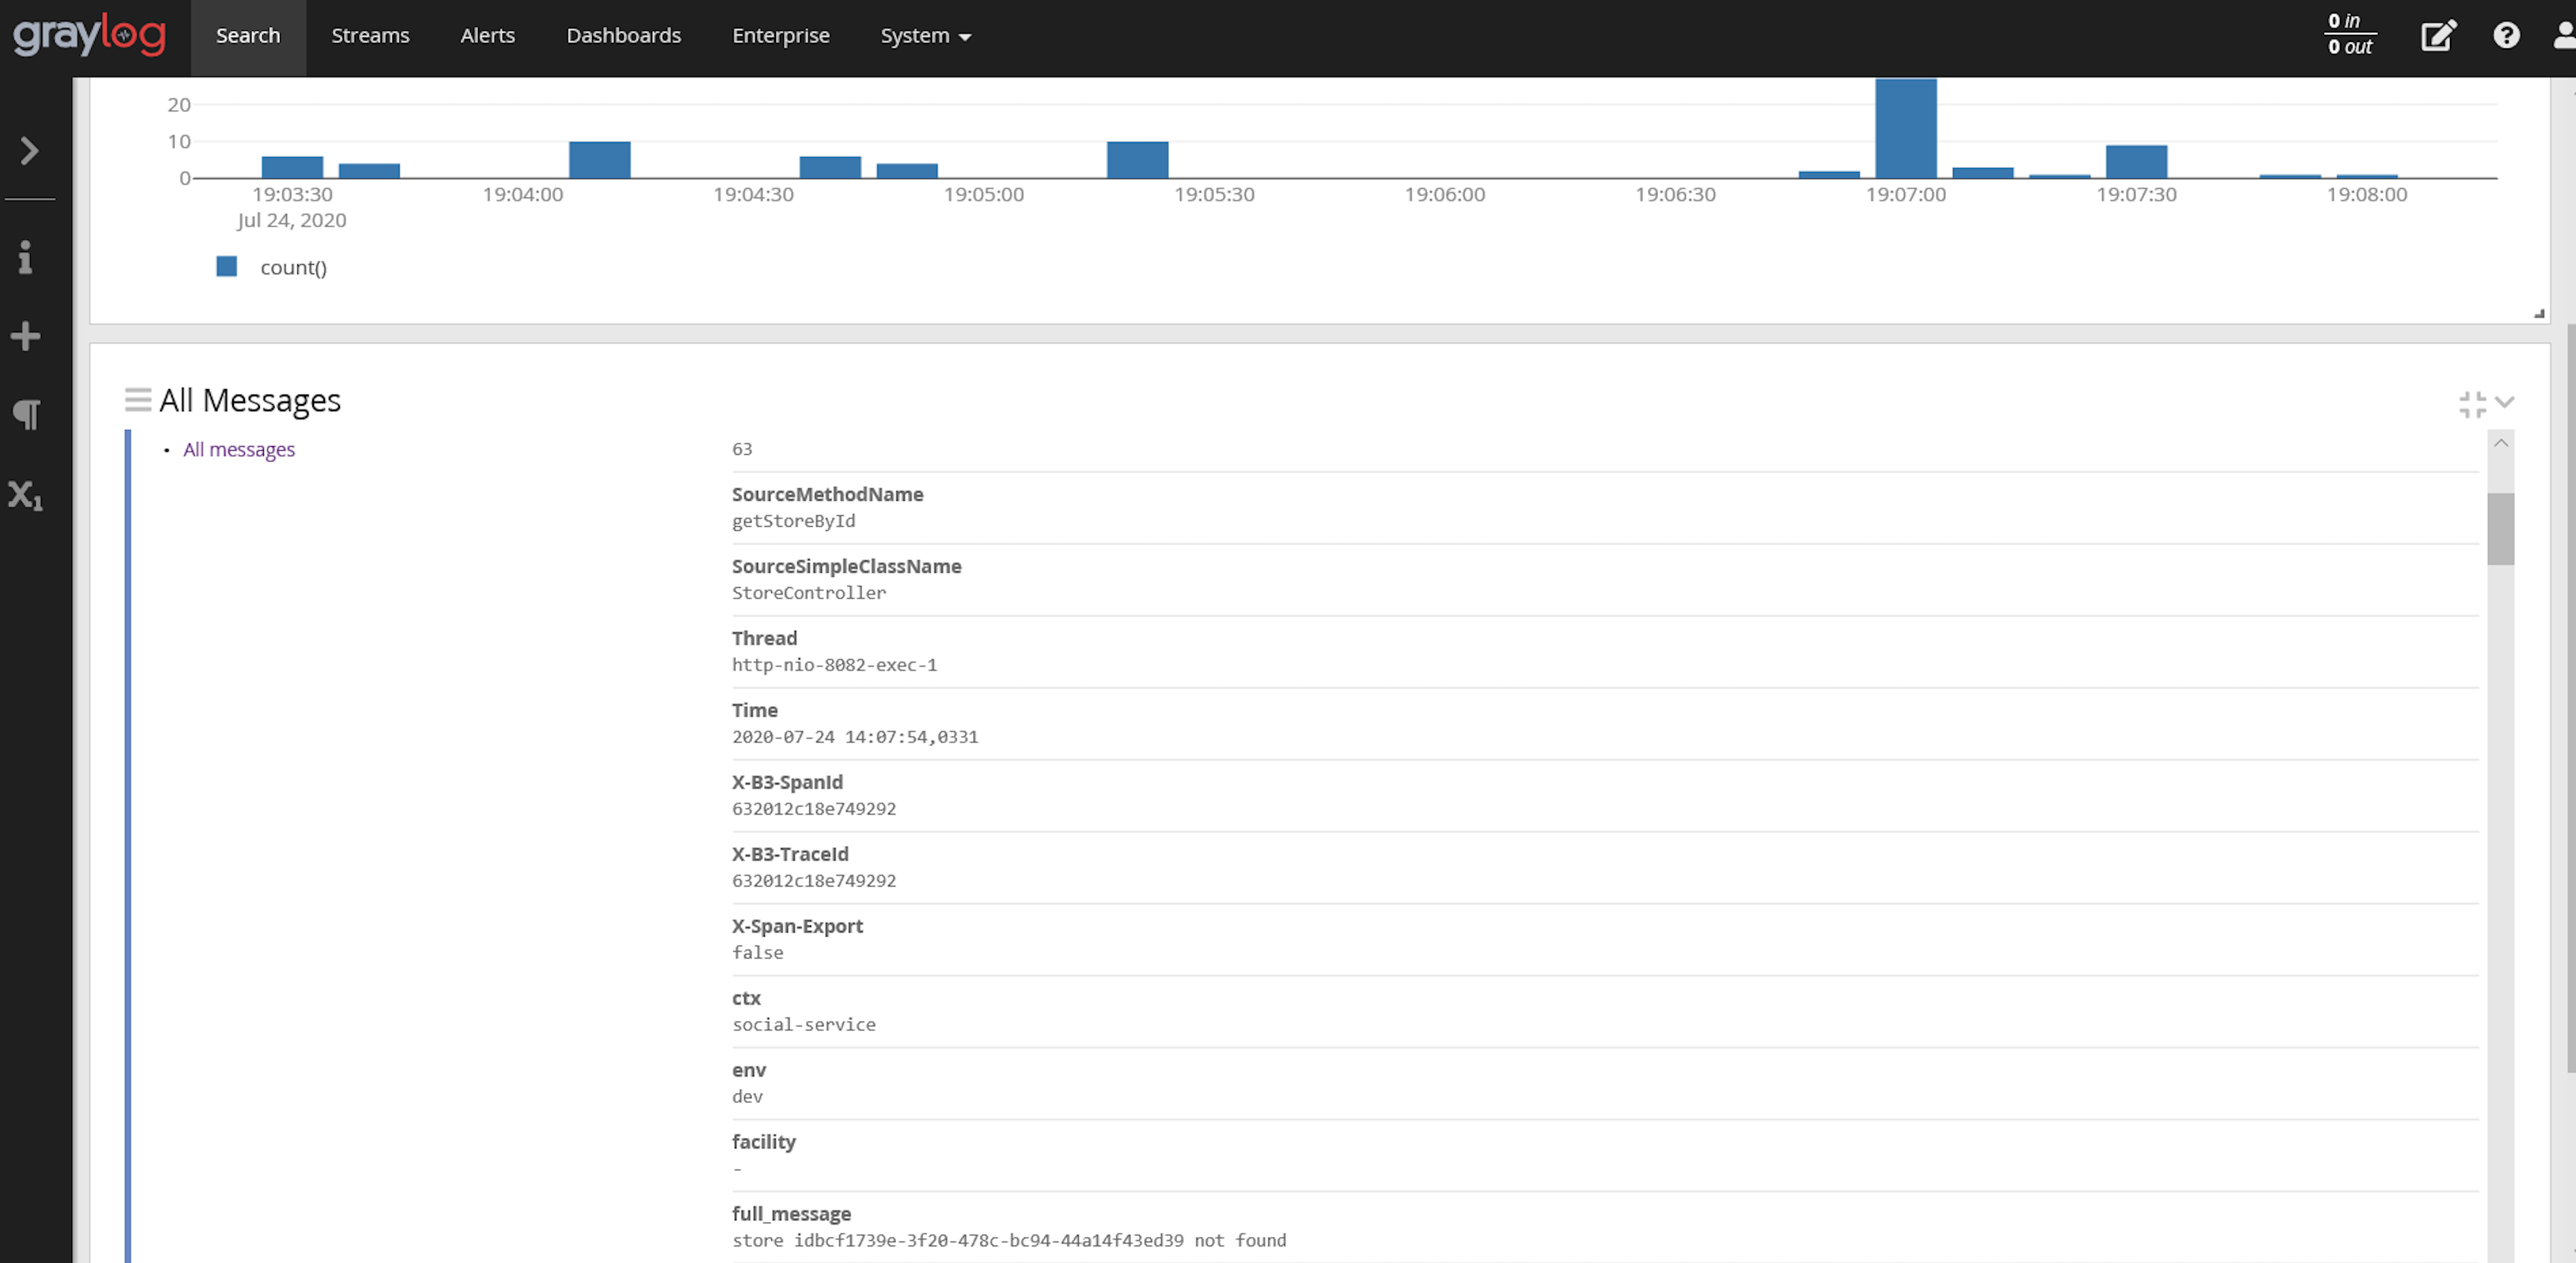 graylog Search Streams Alerts Dashboards Enterprise System 0 in
0 out
20
10
0
19:03:30 19:04:00 19:04:30 19:05:00 19:05:30 19:06:00 19:06:30 19:07:00 19:07:30 19:08:00
Jul 24, 2020
count()
All Messages
All messages
63
SourceMethodName
getStoreById
SourceSimpleClassName
StoreController
Thread
http-nio-8082-exec-1
Time
2020-07-24 14:07:54,0331
X-B3-SpanId
632012c18e749292
X-B3-TraceId
632012c18e749292
X-Span-Export
false
ctx
social-service
env
dev
facility
-
full_message
store idbcf1739e-3f20-478c-bc94-44a14f43ed39 not found